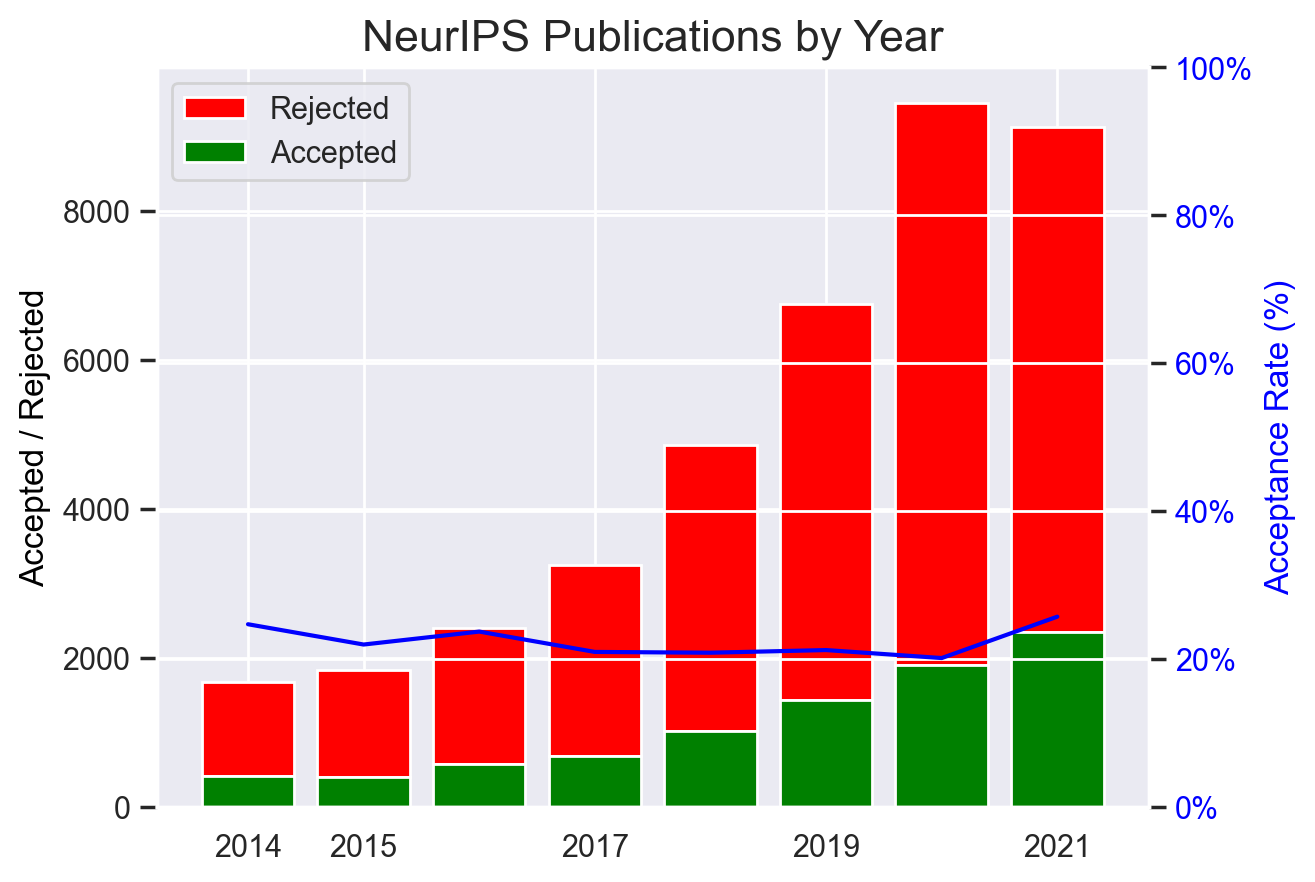 NeurIPS Publications by Year
Rejected
Accepted
Accepted / Rejected
8000
6000
4000
2000
0
100%
80%
60%
40%
20%
0%
Acceptance Rate (%)
2014 2015 2017 2019 2021